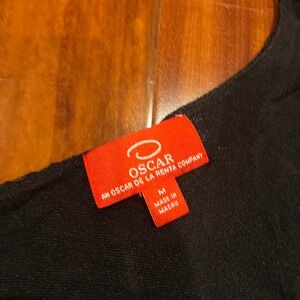 OSCAR
AN OSCAR DE LA RENTA COMPANY
M
MADE IN
MACAU